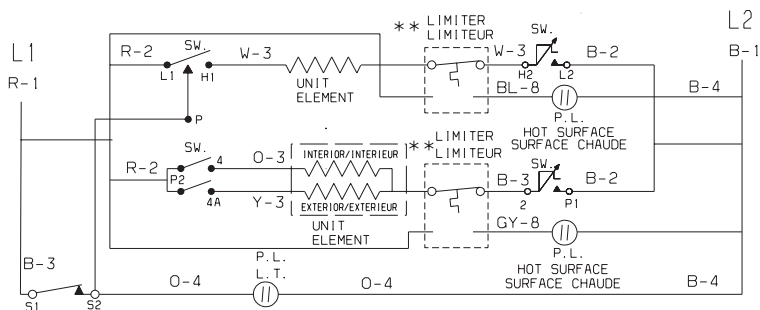 L1
R-1
L2
B-1
R-2
SW.
L1
H1
W-3
UNIT
ELEMENT
** LIMITER
LIMITEUR
W-3
SW.
H2
L2
B-2
BL-8
P.L.
HOT SURFACE
SURFACE CHAUDE
B-4
P
R-2
SW.
P2
4
4A
O-3
Y-3
INTERIOR/INTERIEUR
EXTERIOR/EXTERIEUR
UNIT
ELEMENT
** LIMITER
LIMITEUR
B-3
SW.
2
P1
B-2
GY-8
P.L.
HOT SURFACE
SURFACE CHAUDE
B-3
S1
S2
O-4
P.L.
L.T.
O-4
B-4